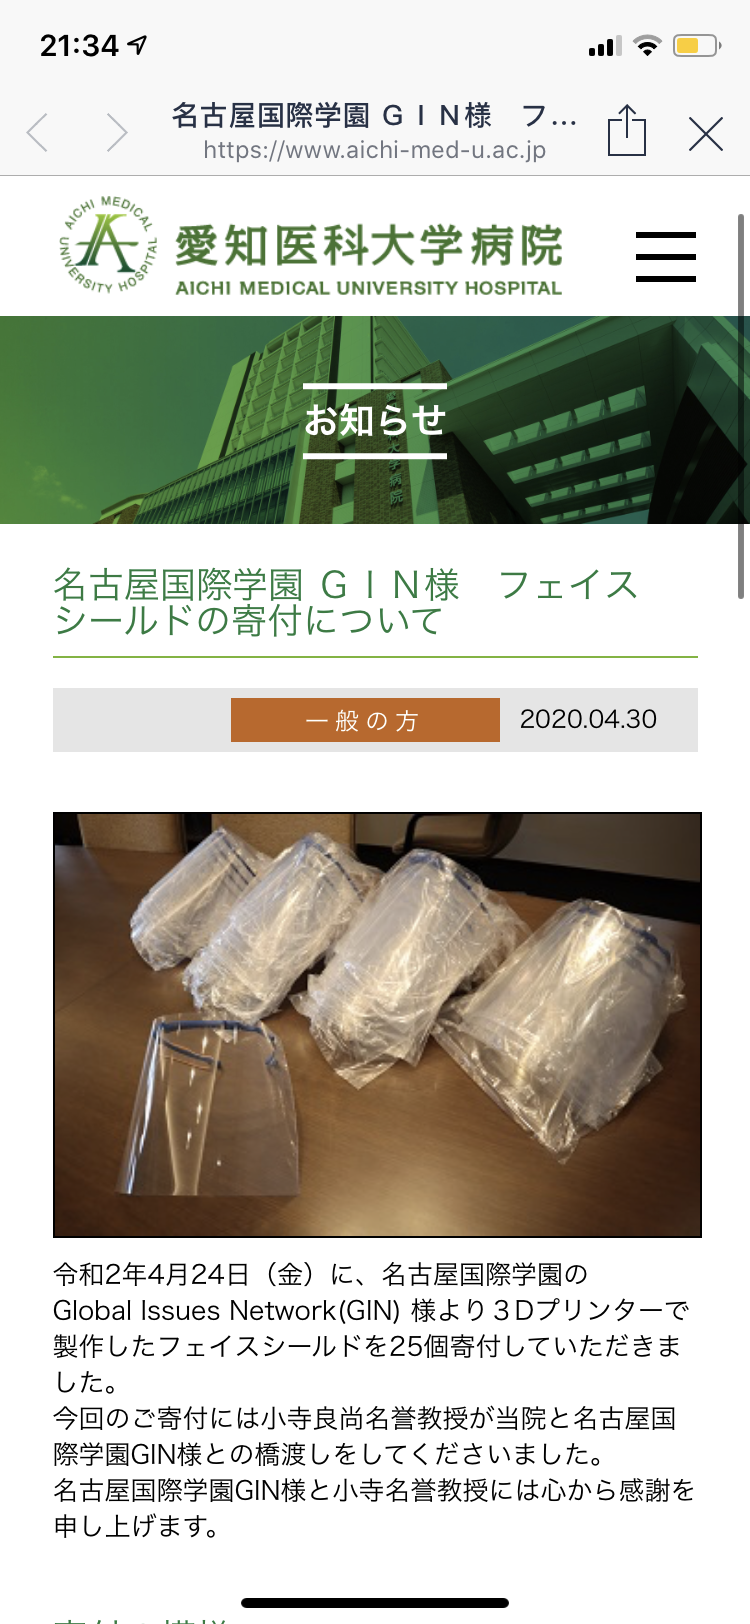 21:34
名古屋国際学園 ＧＩＮ様　フ...
https://www.aichi-med-u.ac.jp
AICHI MEDICAL UNIVERSITY HOSPITAL
愛知医科大学病院
AICHI MEDICAL UNIVERSITY HOSPITAL
お知らせ
名古屋国際学園 ＧＩＮ様　フェイス
シールドの寄付について
一般の方
2020.04.30
令和2年4月24日（金）に、名古屋国際学園の
Global Issues Network(GIN) 様より３Dプリンターで
製作したフェイスシールドを25個寄付していただきま
した。
今回のご寄付には小寺良尚名誉教授が当院と名古屋国
際学園GIN様との橋渡しをしてくださいました。
名古屋国際学園GIN様と小寺名誉教授には心から感謝を
申し上げます。